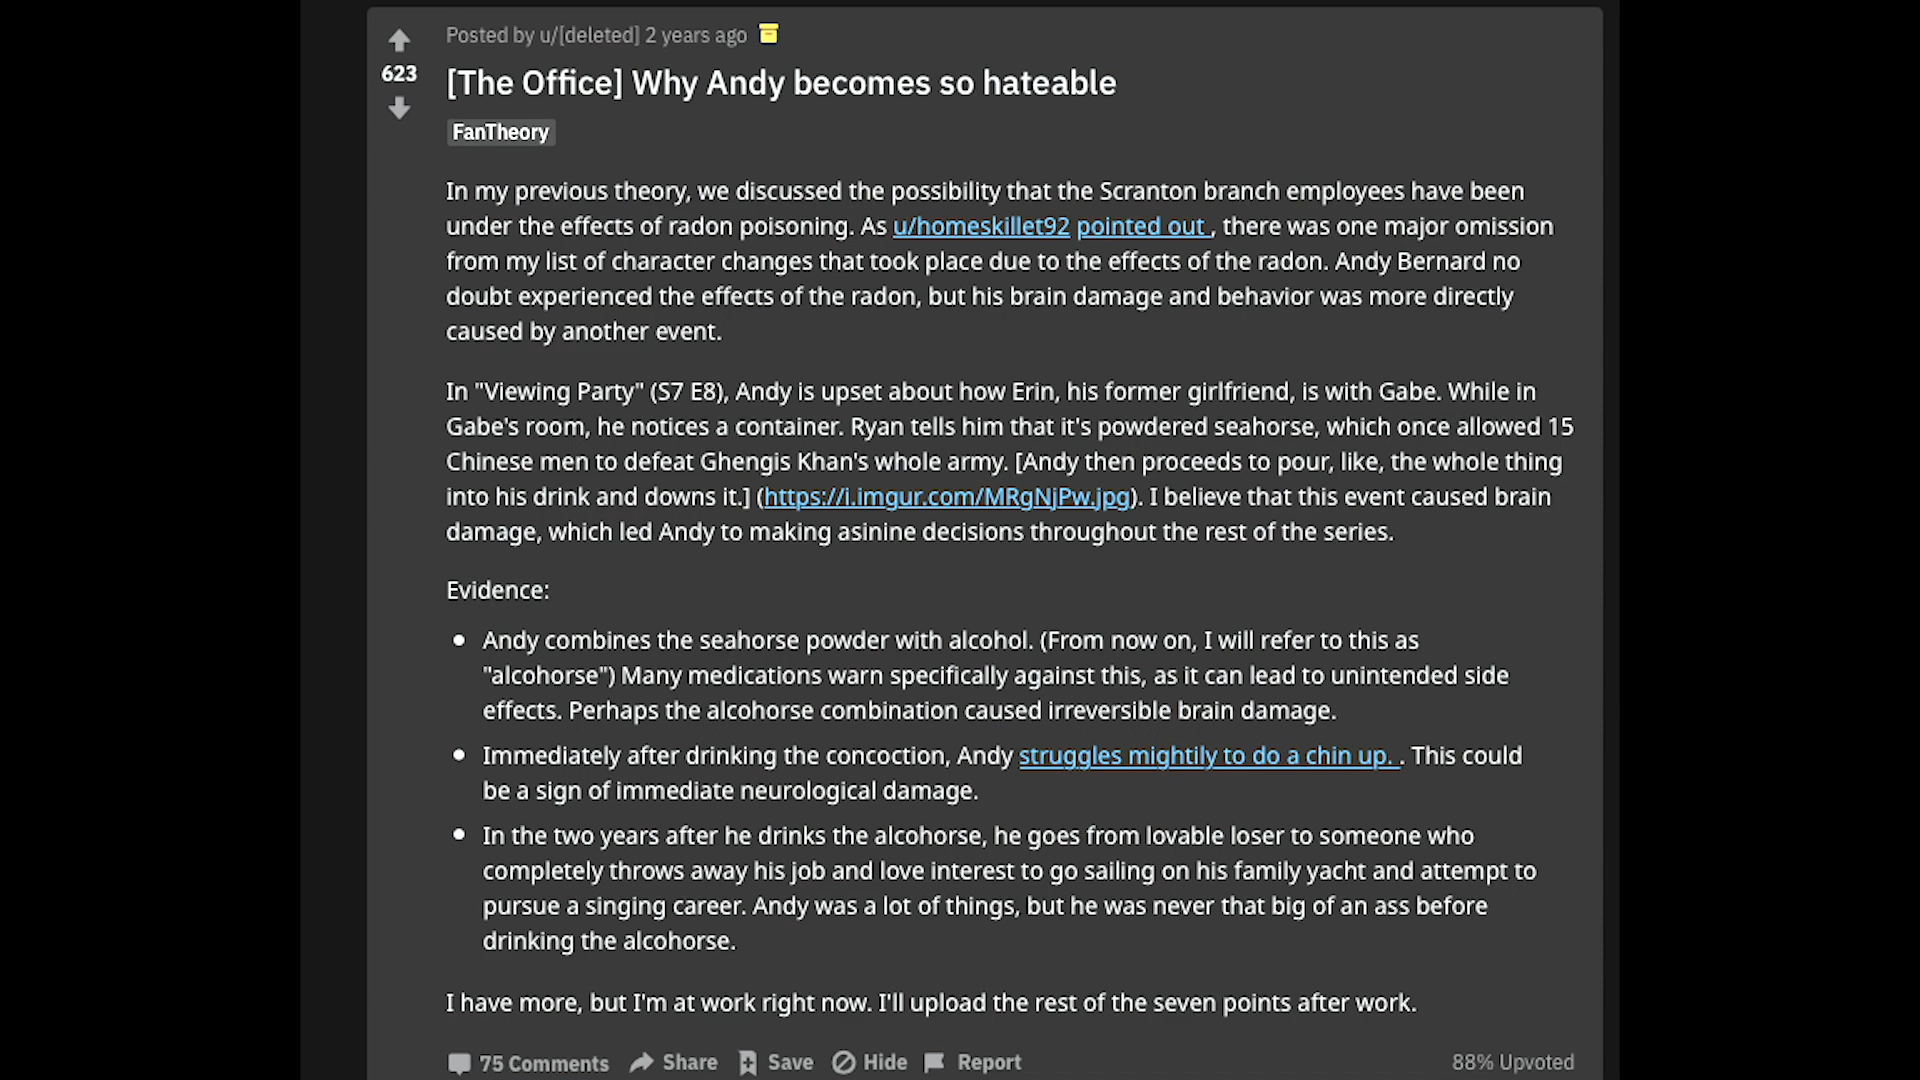 Posted by u/[deleted] 2 years ago
623
[The Office] Why Andy becomes so hateable
FanTheory
In my previous theory, we discussed the possibility that the Scranton branch employees have been
under the effects of radon poisoning. As u/homeskillet92 pointed out , there was one major omission
from my list of character changes that took place due to the effects of the radon. Andy Bernard no
doubt experienced the effects of the radon, but his brain damage and behavior was more directly
caused by another event.
In "Viewing Party" (S7 E8), Andy is upset about how Erin, his former girlfriend, is with Gabe. While in
Gabe's room, he notices a container. Ryan tells him that it's powdered seahorse, which once allowed 15
Chinese men to defeat Ghengis Khan's whole army. [Andy then proceeds to pour, like, the whole thing
into his drink and downs it.] (https://i.imgur.com/MRgNjPw.jpg). I believe that this event caused brain
damage, which led Andy to making asinine decisions throughout the rest of the series.
Evidence:
• Andy combines the seahorse powder with alcohol. (From now on, I will refer to this as
"alcohorse") Many medications warn specifically against this, as it can lead to unintended side
effects. Perhaps the alcohorse combination caused irreversible brain damage.
• Immediately after drinking the concoction, Andy struggles mightily to do a chin up. . This could
be a sign of immediate neurological damage.
• In the two years after he drinks the alcohorse, he goes from lovable loser to someone who
completely throws away his job and love interest to go sailing on his family yacht and attempt to
pursue a singing career. Andy was a lot of things, but he was never that big of an ass before
drinking the alcohorse.
I have more, but I'm at work right now. I'll upload the rest of the seven points after work.
75 Comments Share Save Hide Report 88% Upvoted